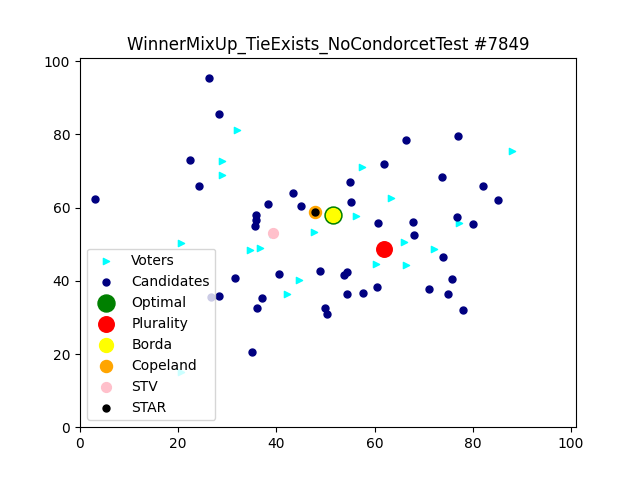 WinnerMixUp_TieExists_NoCondorcetTest #7849
100
80
60
40
20
0
0 20 40 60 80 100
Voters
Candidates
Optimal
Plurality
Borda
Copeland
STV
STAR